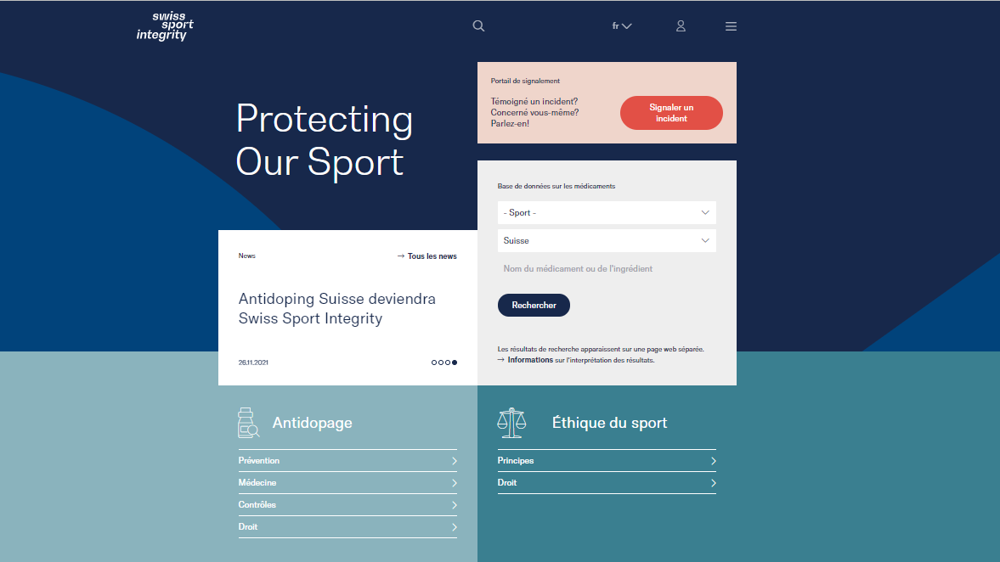 swiss
sport
integrity
fr
Protecting
Our Sport
Portail de signalement
Témoigné un incident?
Concerné vous-même?
Parlez-en!
Signaler un
incident
Base de données sur les médicaments
- Sport -
Suisse
Nom du médicament ou de l'ingrédient
Rechercher
Les résultats de recherche apparaissent sur une page web séparée.
→ Informations sur l'interprétation des résultats.
News
→ Tous les news
Antidoping Suisse deviendra
Swiss Sport Integrity
26.11.2021
Antidopage
Prévention
Médecine
Contrôles
Droit
Éthique du sport
Principes
Droit